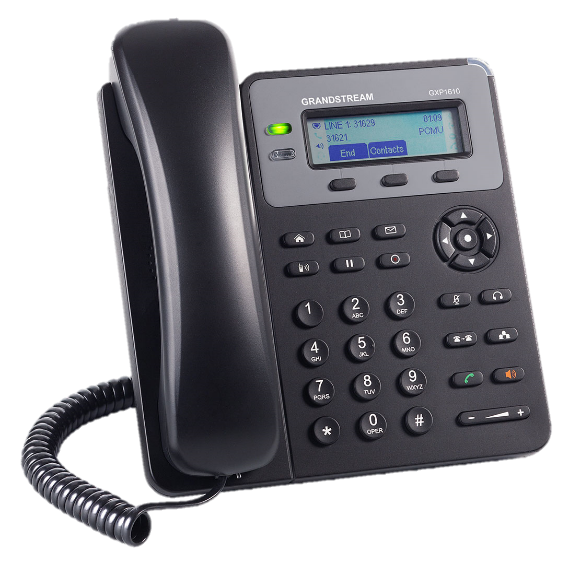 GRANDSTREAM GXP1610
LINE 1: 31629 01:09
31621 PCMU
End Contacts
1 2 ABC 3 DEF
4 GHI 5 JKL 6 MNO
7 PQRS 8 TUV 9 WXYZ
* 0 OPER #
- +